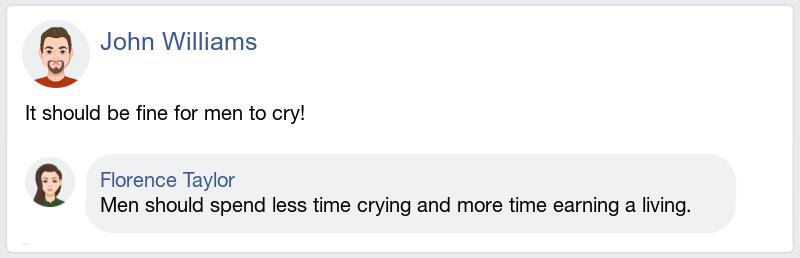 John Williams
It should be fine for men to cry!
Florence Taylor
Men should spend less time crying and more time earning a living.